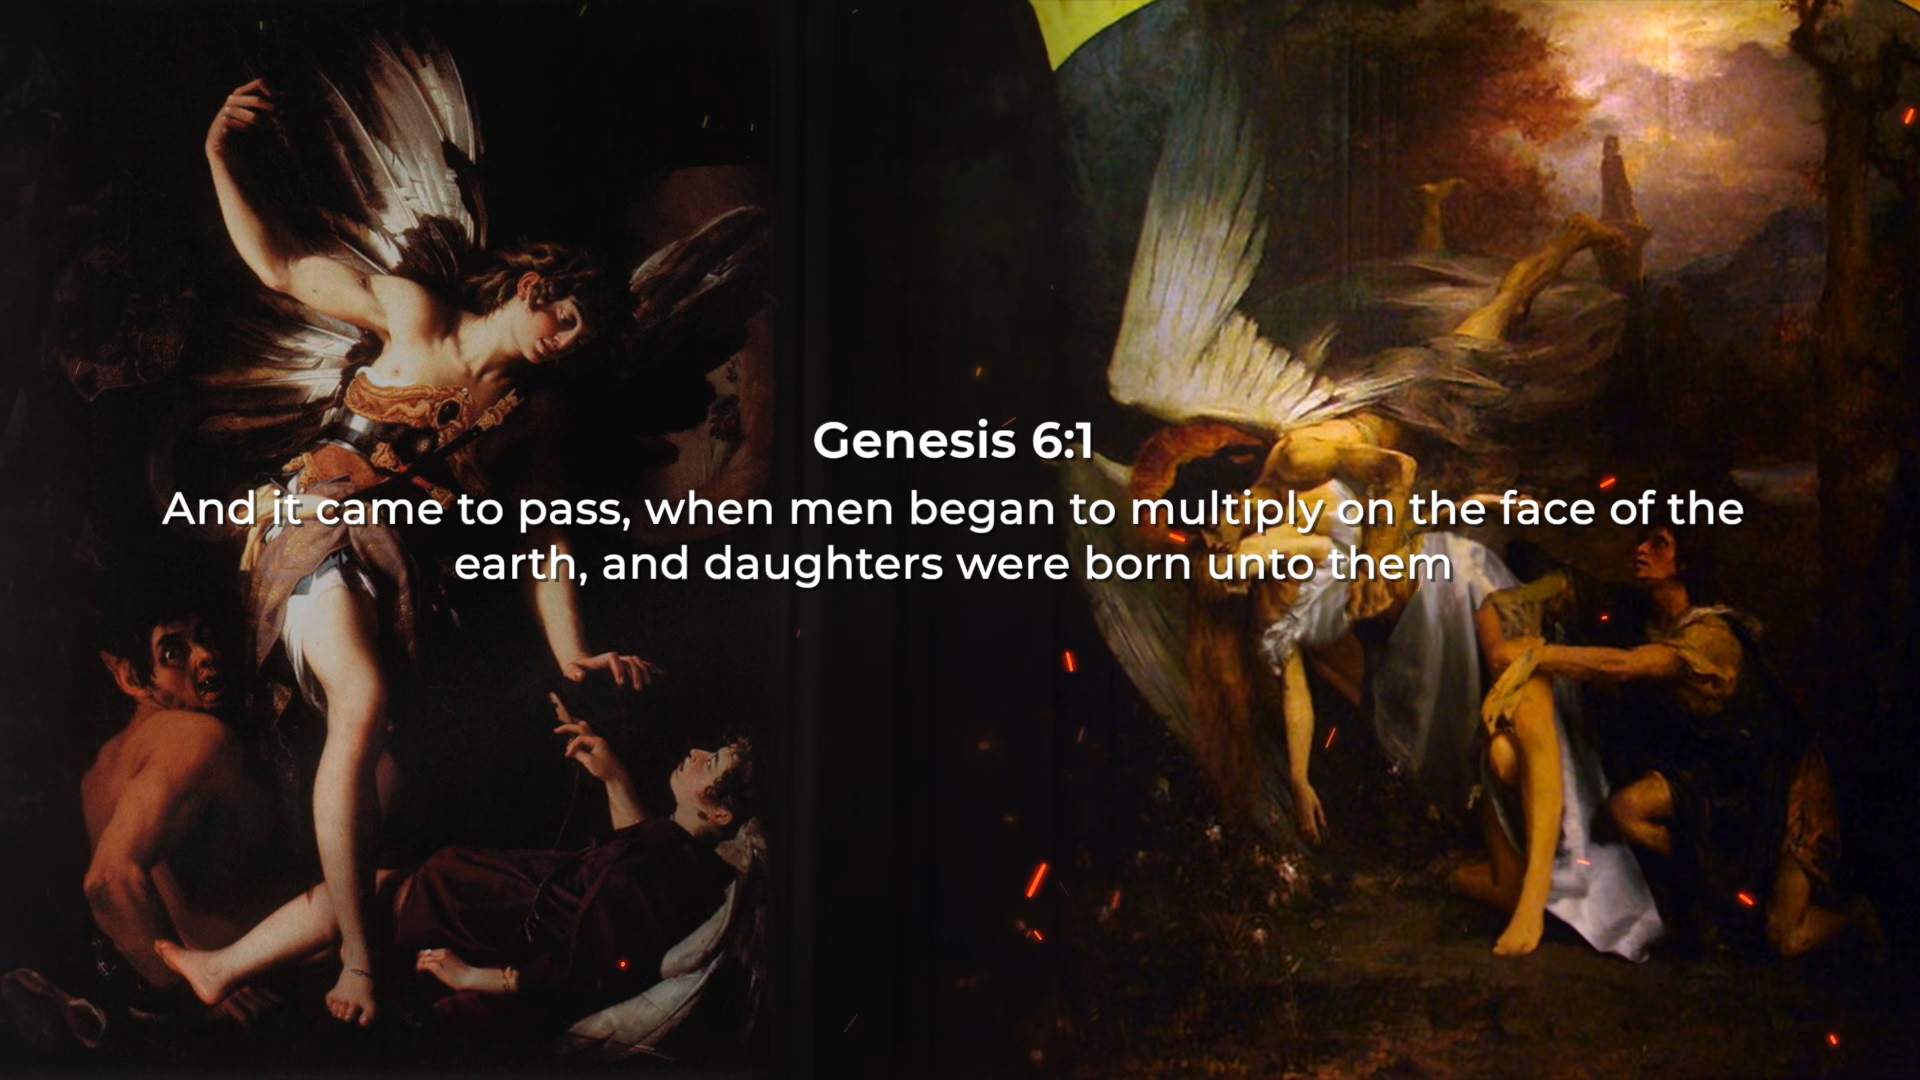 Genesis 6:1
And it came to pass, when men began to multiply on the face of the
earth, and daughters were born unto them